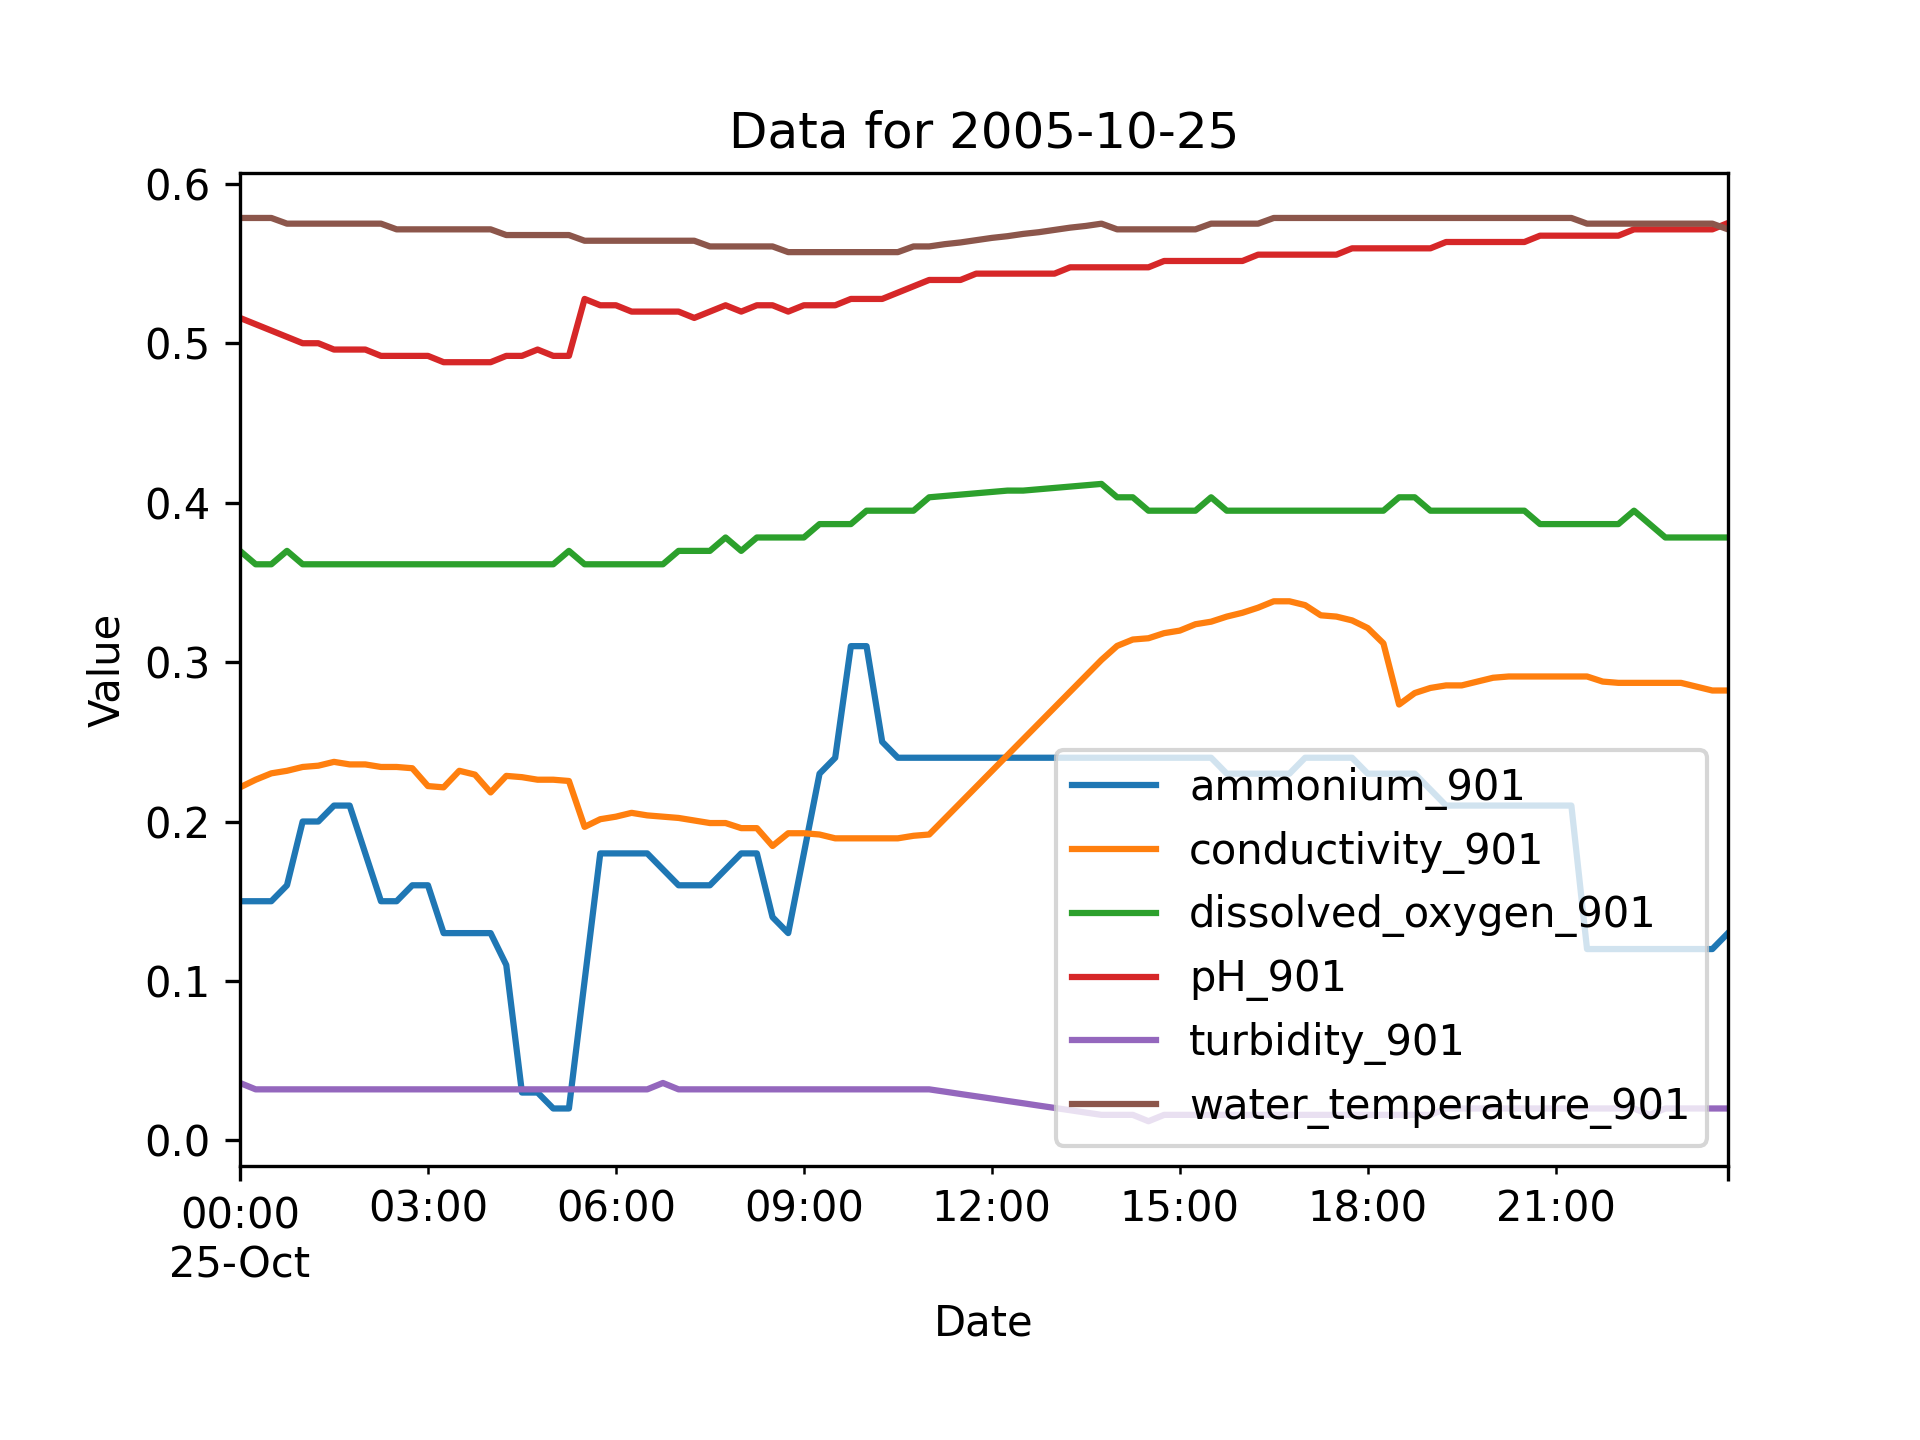 Data for 2005-10-25
0.6
0.5
0.4
0.3
0.2
0.1
0.0
Value
ammonium_901
conductivity_901
dissolved_oxygen_901
pH_901
turbidity_901
water_temperature_901
00:00 03:00 06:00 09:00 12:00 15:00 18:00 21:00
25-Oct
Date